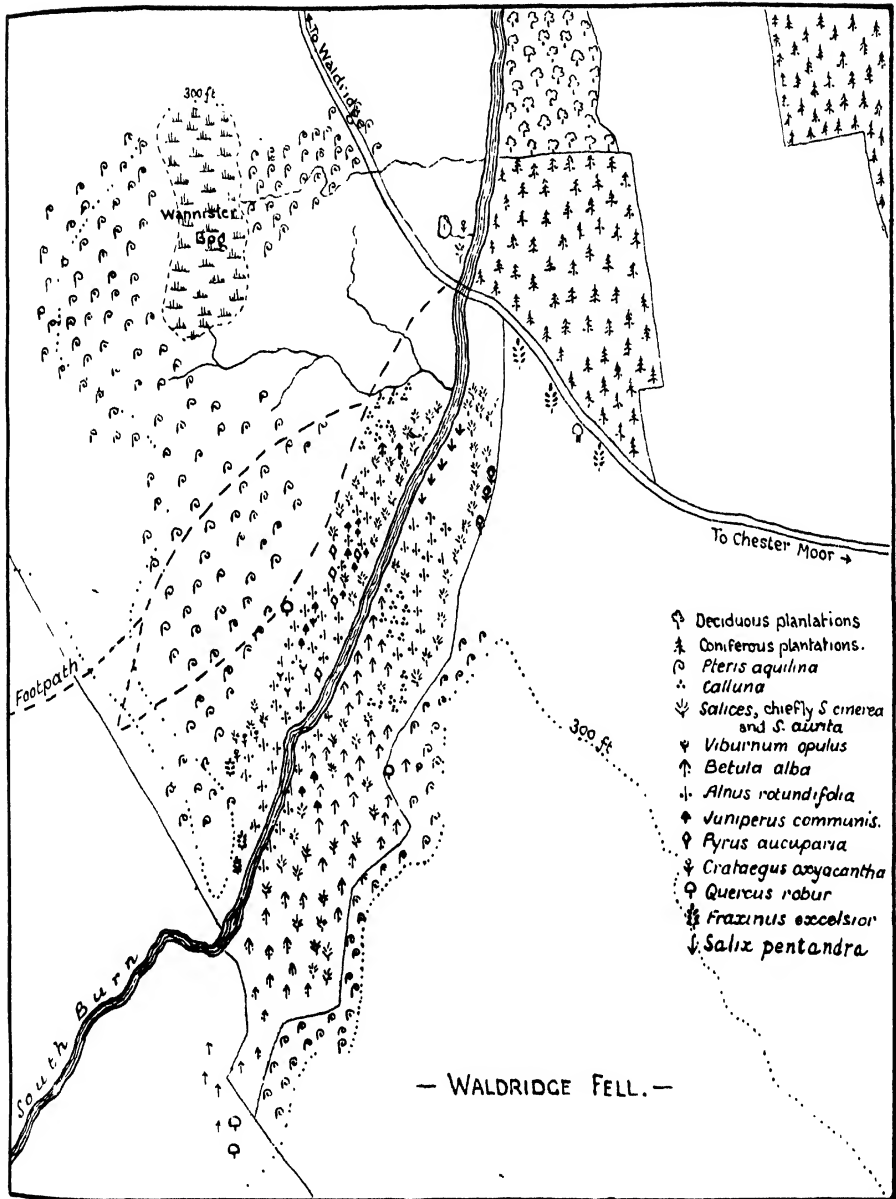 To Waldridge
300 ft
Wannister
Bog
To Chester Moor →
Deciduous plantations
Coniferous plantations.
Pteris aquilina
Calluna
Salices, chiefly S cinerea
and S. aurita
Viburnum opulus
Betula alba
Alnus rotundifolia
Juniperus communis.
Pyrus aucuparia
Crataegus oxyacantha
Quercus robur
Fraxinus excelsior
Salix pentandra
Footpath
300 ft
South Burn
— WALDRIDGE FELL. —